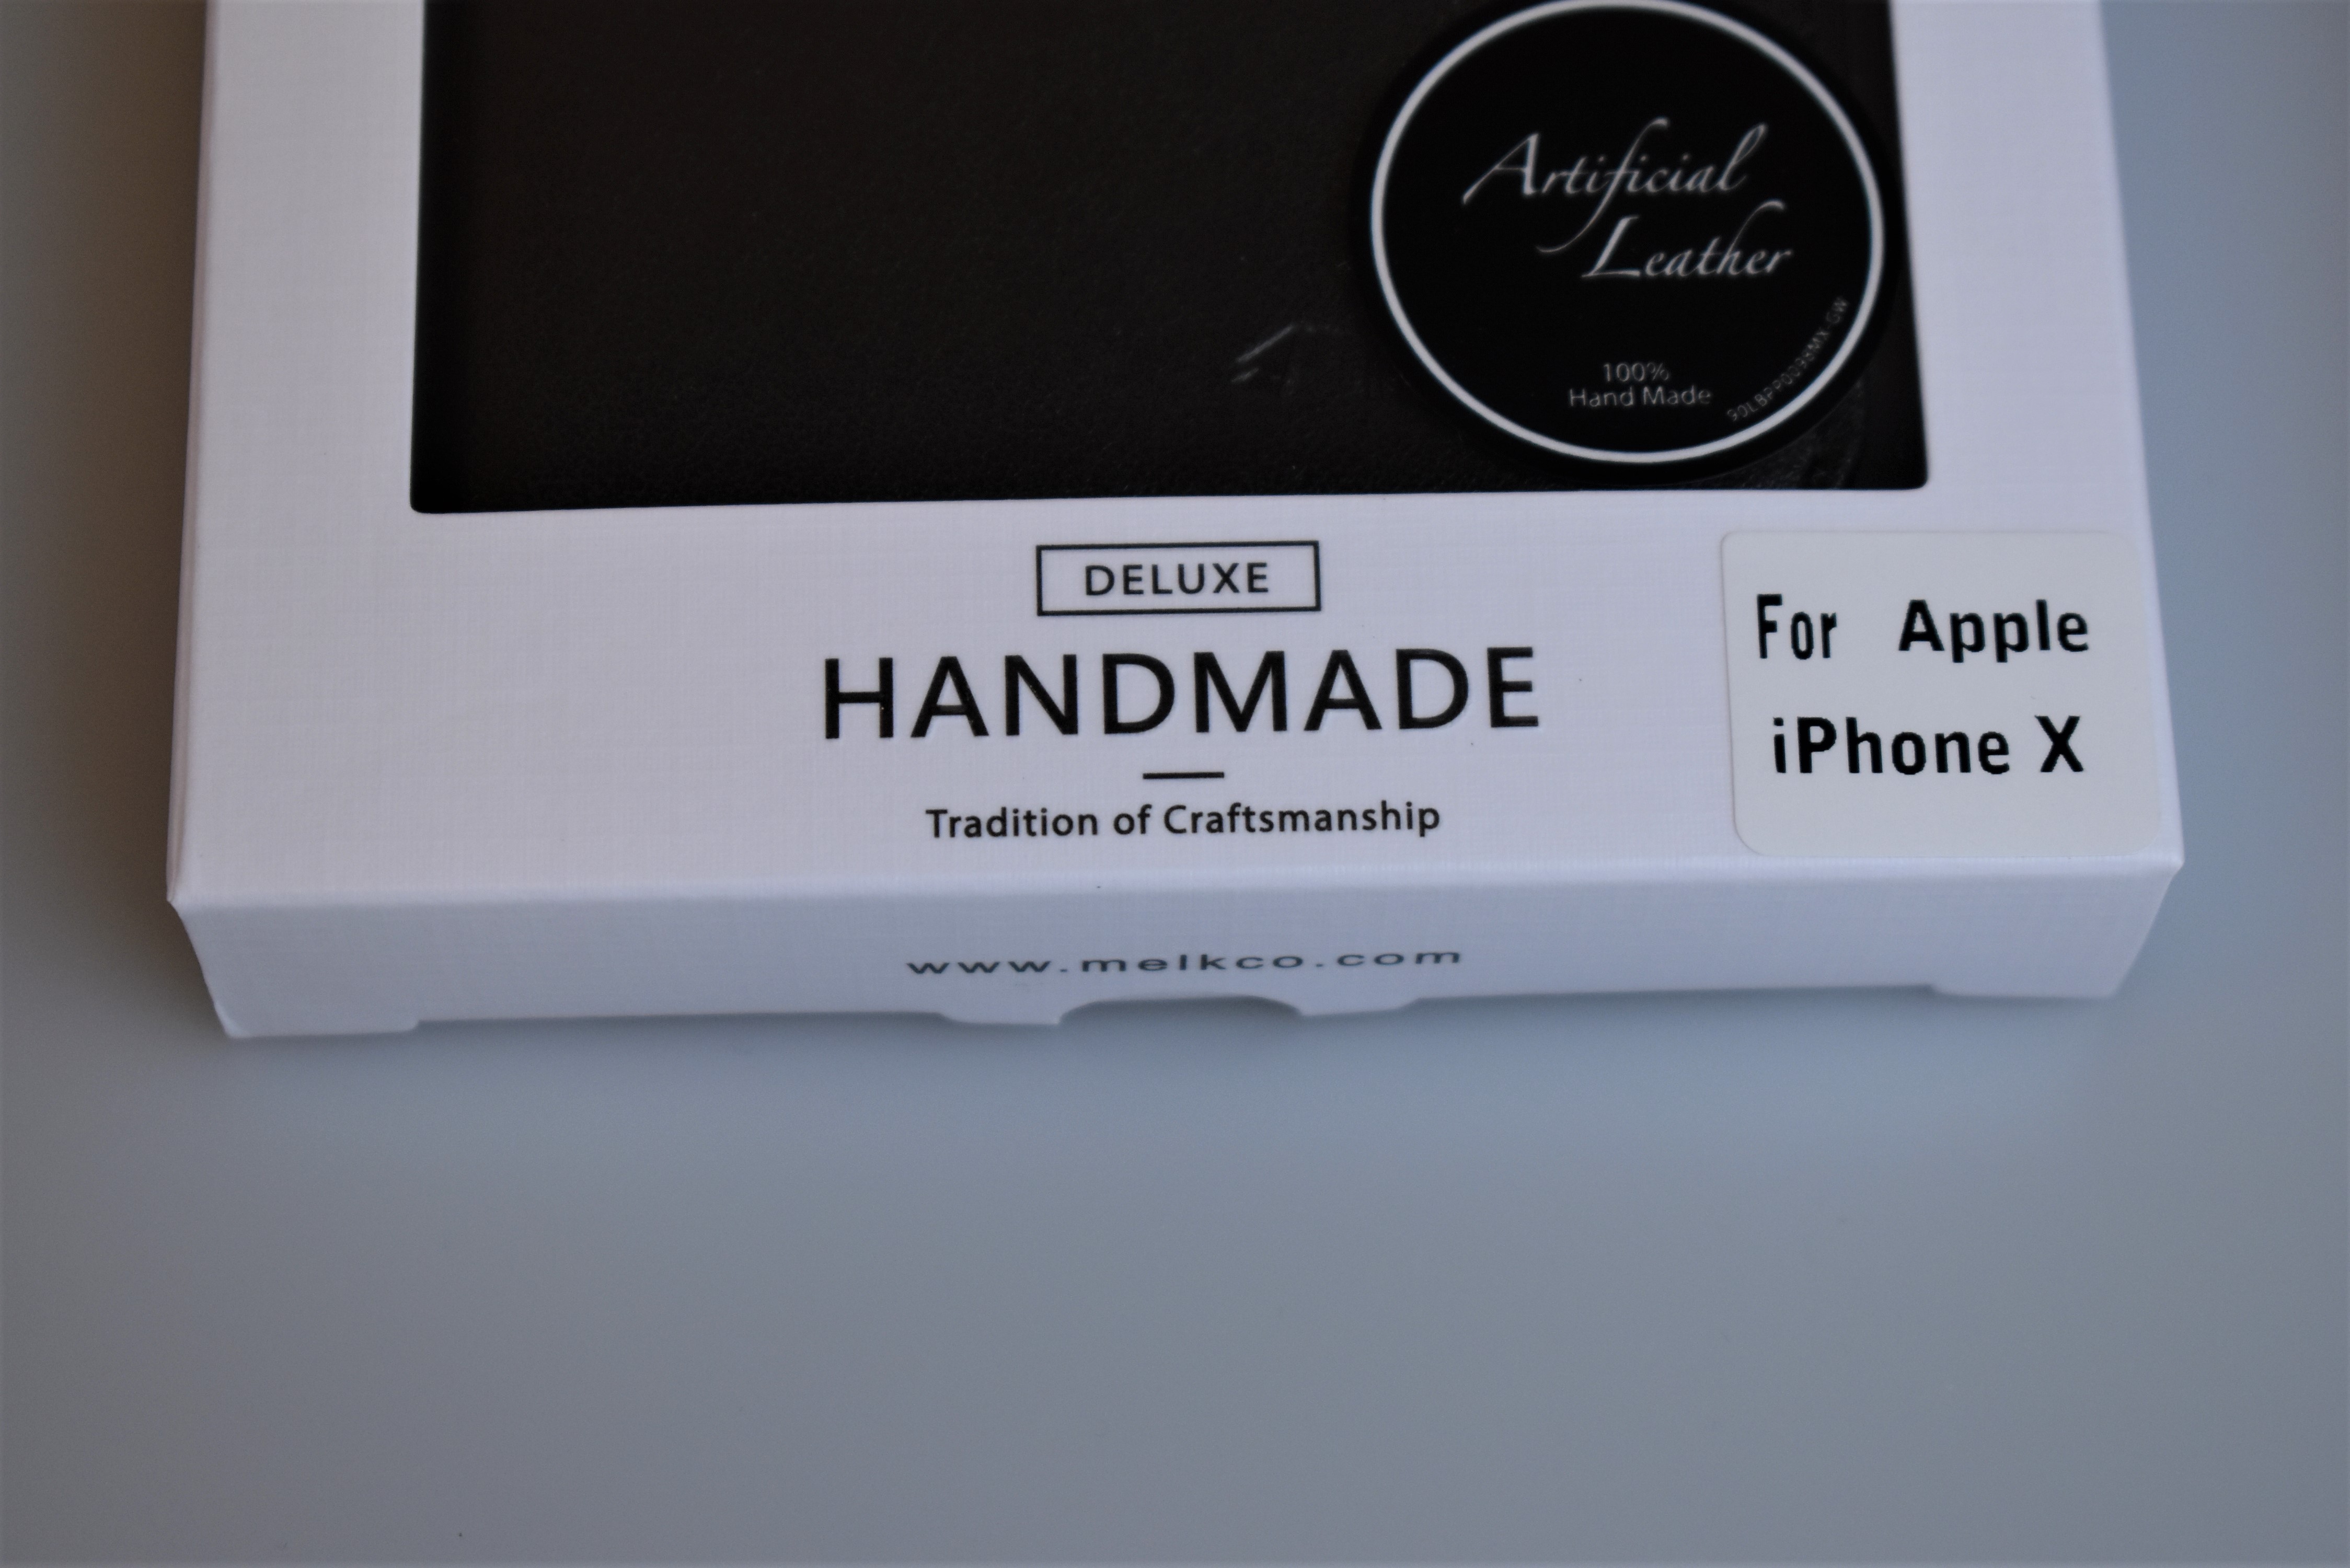 Artificial
Leather
100%
Hand Made
DELUXE
HANDMADE
Tradition of Craftsmanship
For Apple
iPhone X
www.melkco.com